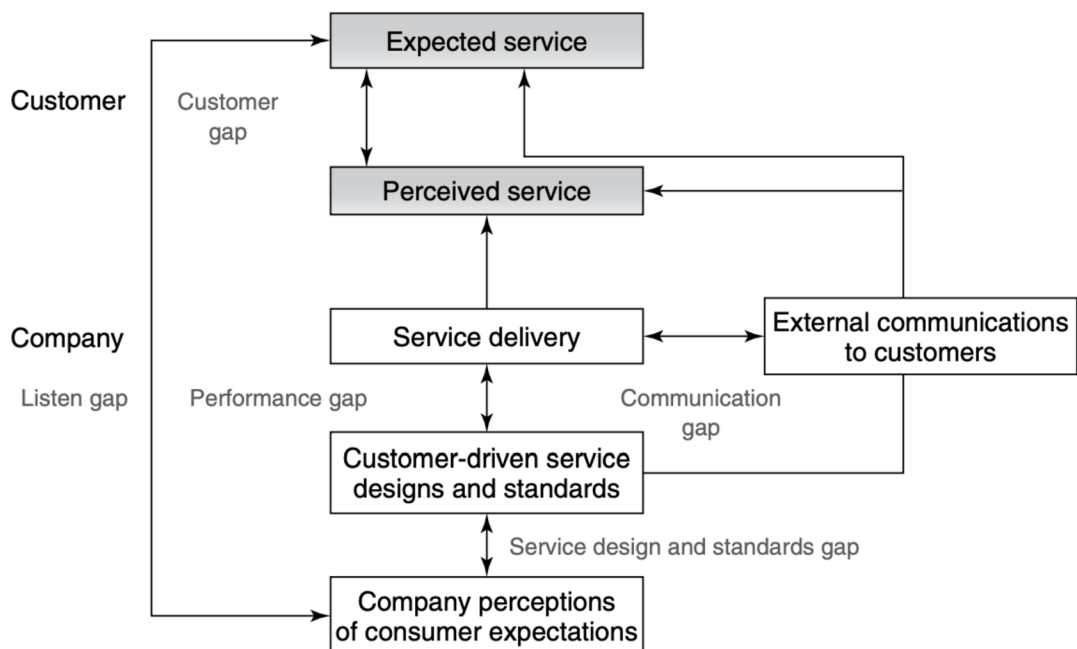 Expected service
Customer
Customer
gap
Perceived service
Company
Service delivery
External communications
to customers
Listen gap
Performance gap
Communication
gap
Customer-driven service
designs and standards
Service design and standards gap
Company perceptions
of consumer expectations